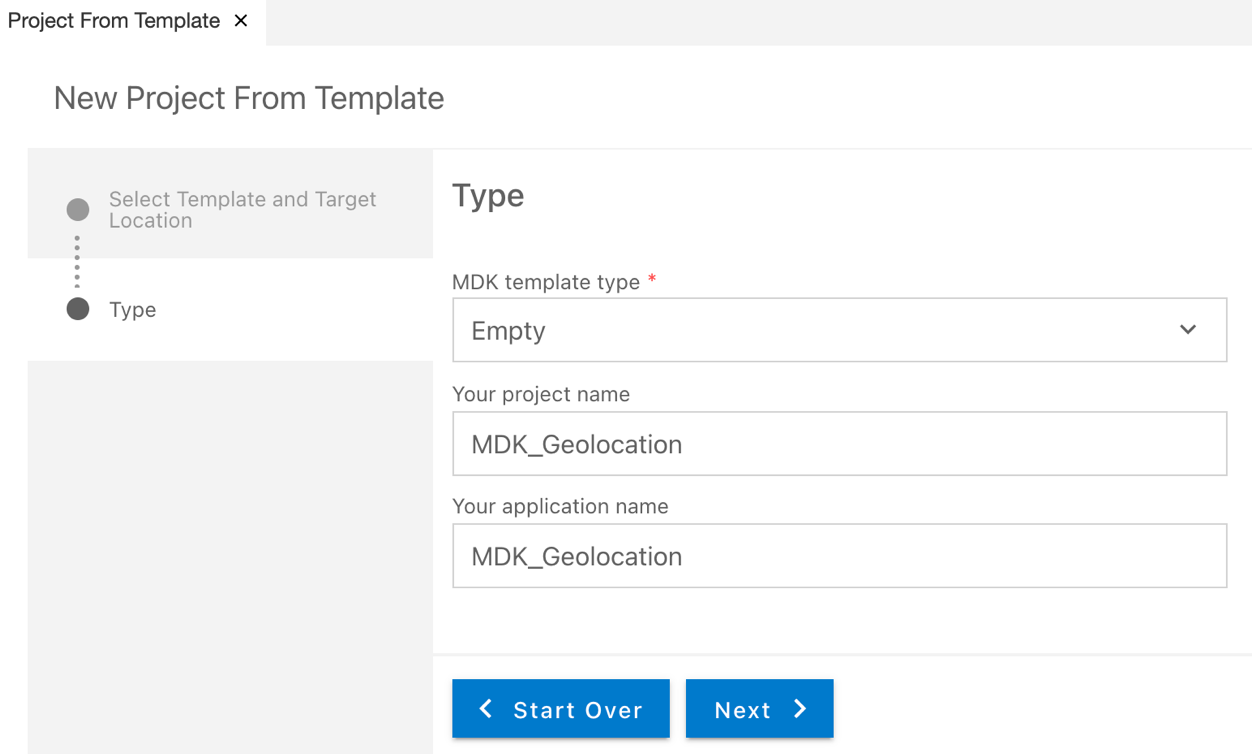 Project From Template ×
New Project From Template
Select Template and Target
Location
Type
Type
MDK template type *
Empty
Your project name
MDK_Geolocation
Your application name
MDK_Geolocation
Start Over
Next